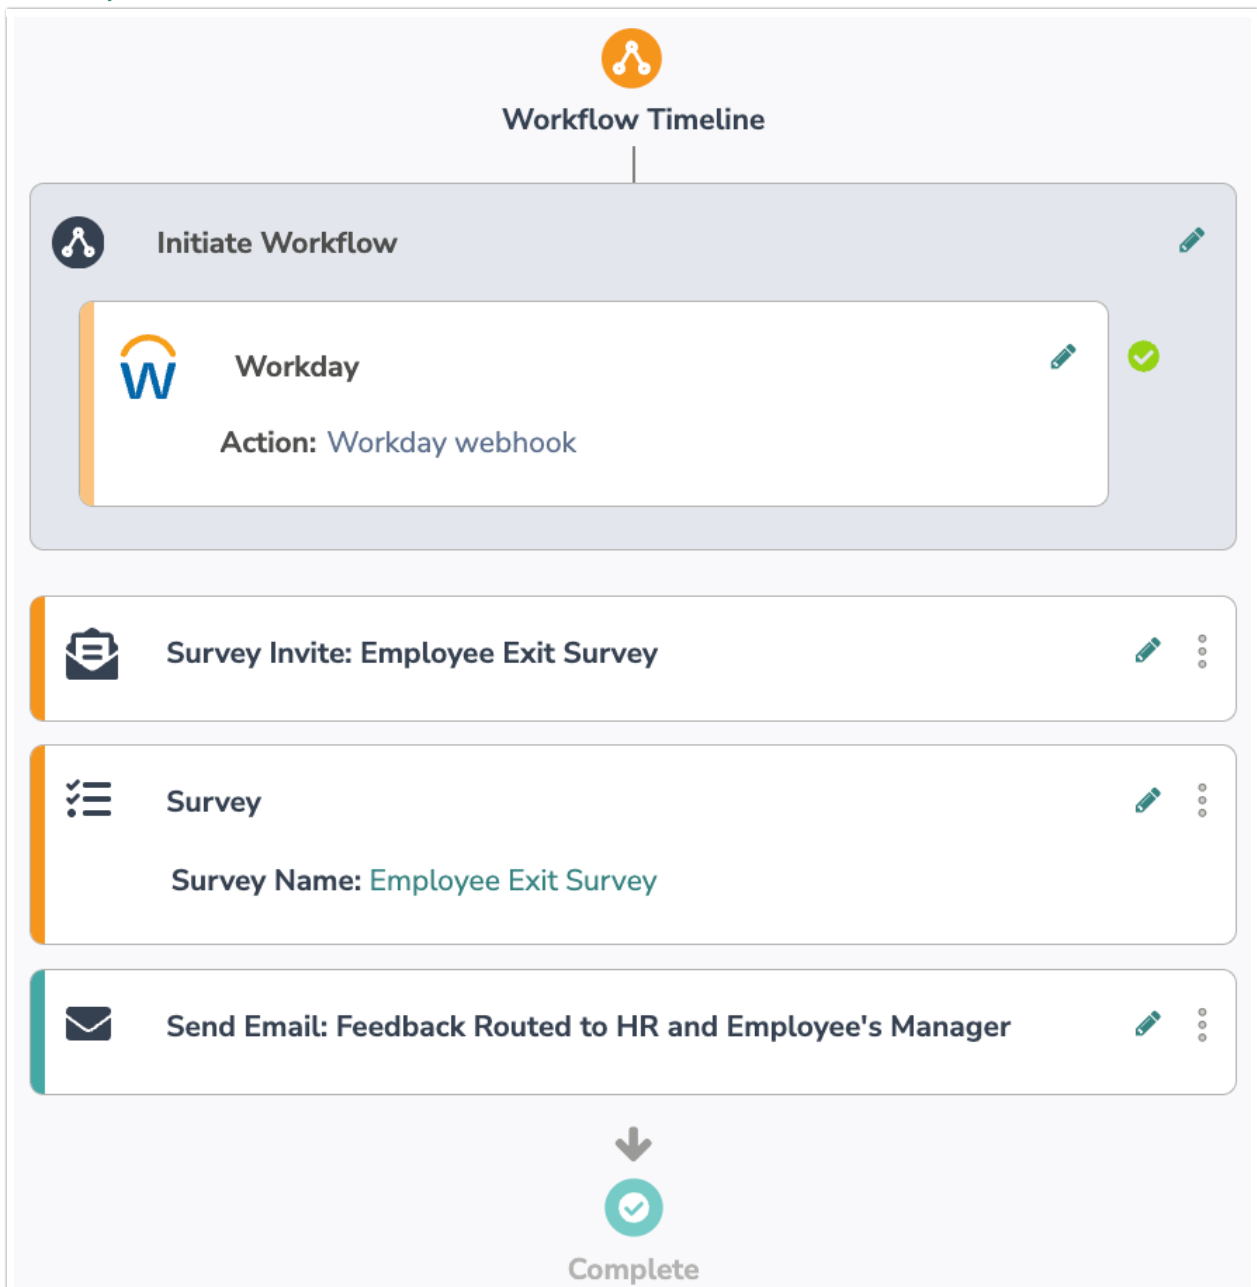 Workflow Timeline
Initiate Workflow
Workday
Action: Workday webhook
Survey Invite: Employee Exit Survey
Survey
Survey Name: Employee Exit Survey
Send Email: Feedback Routed to HR and Employee's Manager
Complete